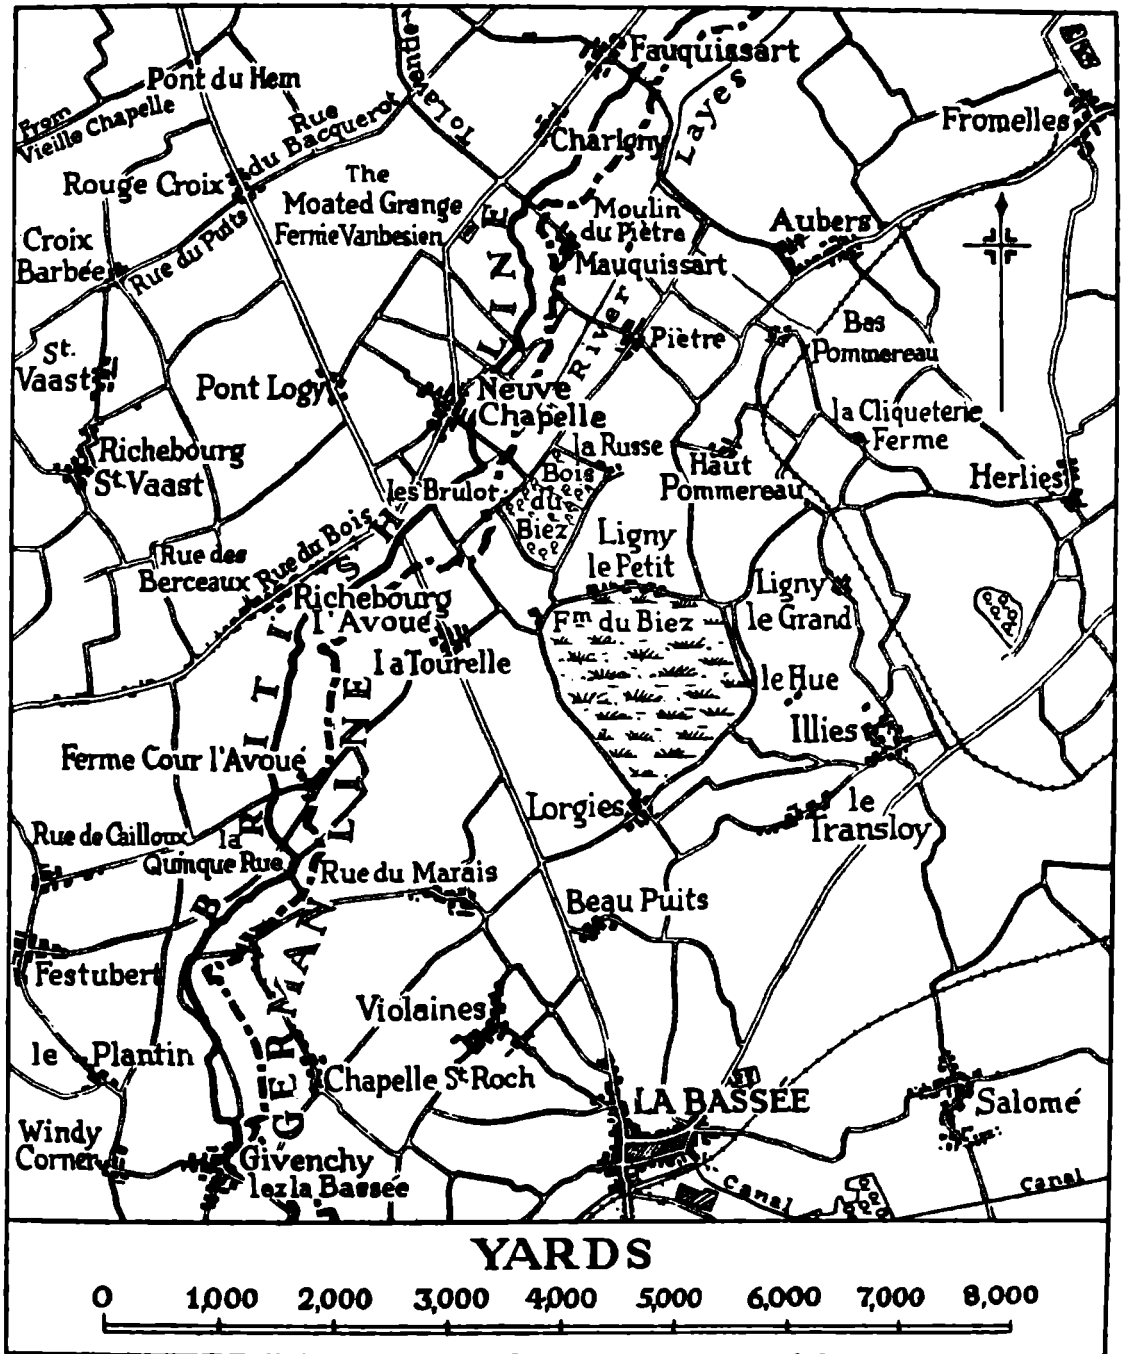 Fauquissart
To Laventie
Pont du Hem
From
Vieille Chapelle
Rue
du Bacquerot
Layes
Fromelles
Charigny
Rouge Croix
The
Moated Grange
Ferme Vanbesien
Moulin
du Piètre
Mauquissart
Aubers
Croix
Barbée
Rue du Puits
River
Piètre
Bas
Pommereau
St.
Vaast
Pont Logy
Neuve
Chapelle
la Cliqueterie
Ferme
Richebourg
St. Vaast
la Russe
Haut
Pommereau
Herlies
les Brulot
Bois
du
Biez
Rue des
Berceaux
Rue du Bois
Ligny
le Petit
Ligny
le Grand
Richebourg
l'Avoué
Fm du Biez
la Tourelle
le Hue
Illies
BRITISH LINE
GERMAN LINE
Ferme Cour l'Avoué
Lorgies
le
Transloy
Rue de Cailloux
la
Quinque Rue
Rue du Marais
Beau Puits
Festubert
Violaines
le Plantin
Chapelle St. Roch
LA BASSÉE
Salomé
Windy
Corner
Givenchy
lez la Bassée
Canal
Canal
YARDS
0 1,000 2,000 3,000 4,000 5,000 6,000 7,000 8,000